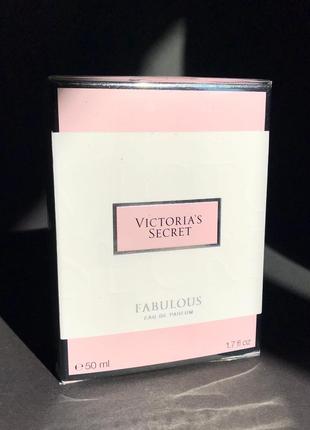 VICTORIA'S
SECRET
FABULOUS
EAU DE PARFUM
℮ 50 ml
1.7 fl oz